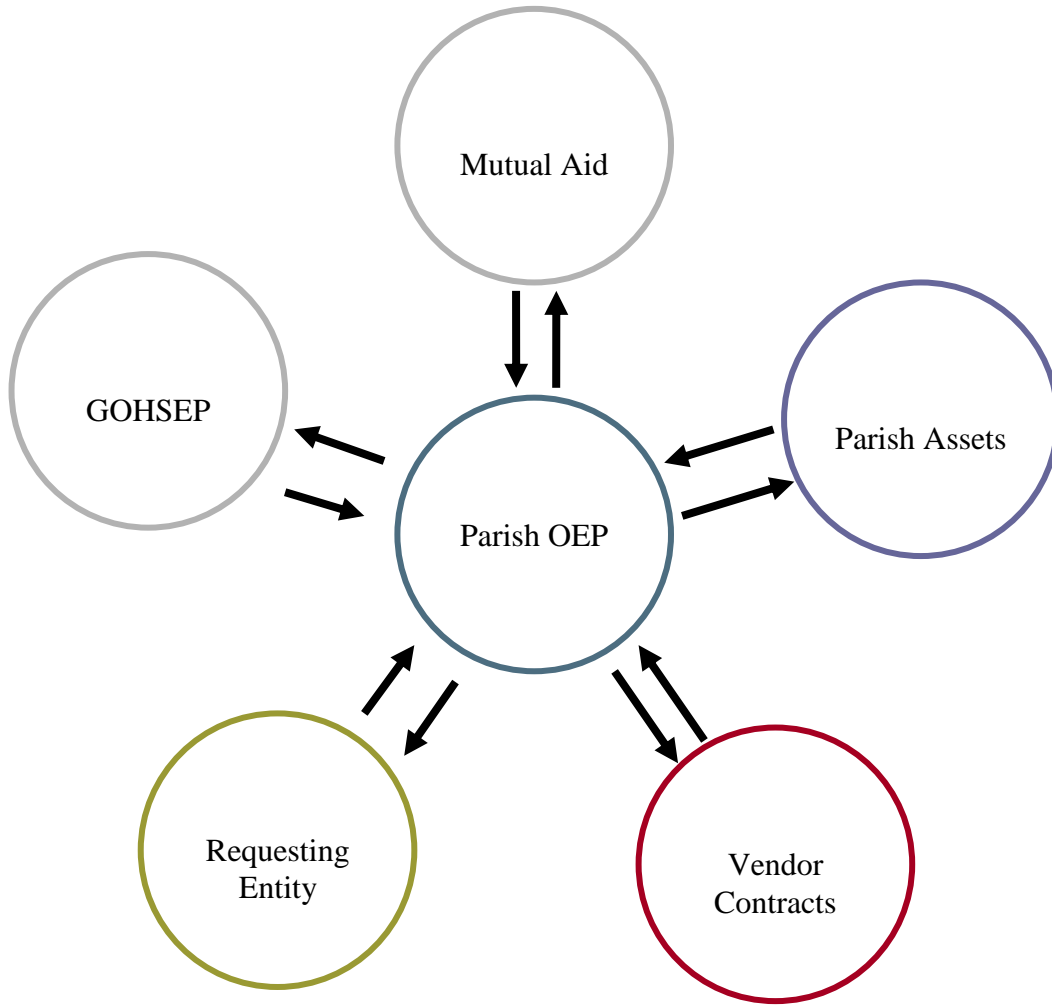 Mutual Aid
GOHSEP
Parish Assets
Parish OEP
Requesting
Entity
Vendor
Contracts